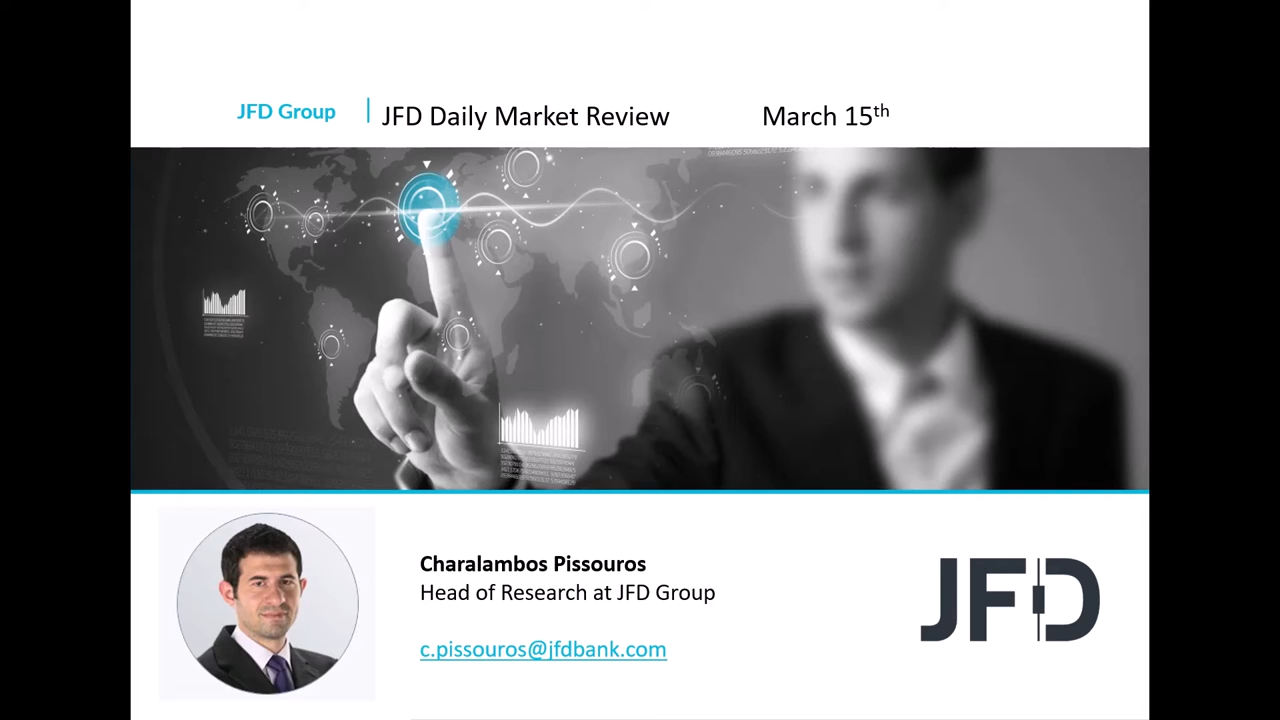 JFD Group
JFD Daily Market Review March 15th
Charalambos Pissouros
Head of Research at JFD Group
c.pissouros@jfdbank.com
JFD